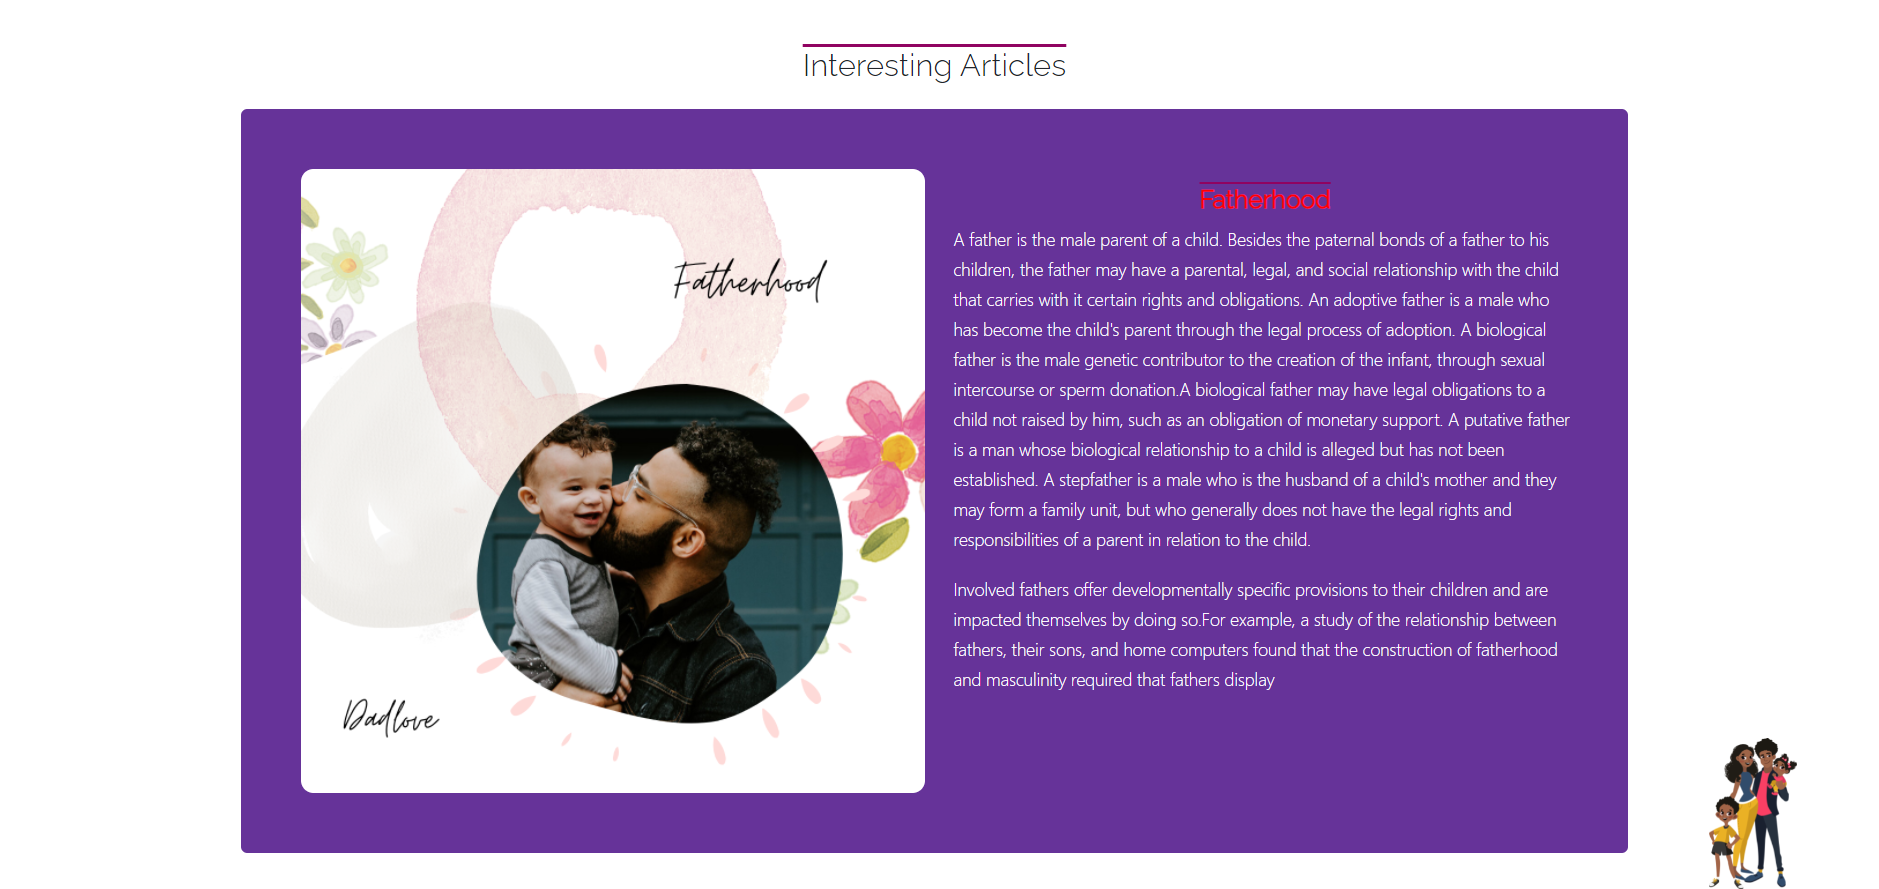 Interesting Articles
Fatherhood
Dadlove
Fatherhood
A father is the male parent of a child. Besides the paternal bonds of a father to his
children, the father may have a parental, legal, and social relationship with the child
that carries with it certain rights and obligations. An adoptive father is a male who
has become the child's parent through the legal process of adoption. A biological
father is the male genetic contributor to the creation of the infant, through sexual
intercourse or sperm donation.A biological father may have legal obligations to a
child not raised by him, such as an obligation of monetary support. A putative father
is a man whose biological relationship to a child is alleged but has not been
established. A stepfather is a male who is the husband of a child's mother and they
may form a family unit, but who generally does not have the legal rights and
responsibilities of a parent in relation to the child.
Involved fathers offer developmentally specific provisions to their children and are
impacted themselves by doing so.For example, a study of the relationship between
fathers, their sons, and home computers found that the construction of fatherhood
and masculinity required that fathers display